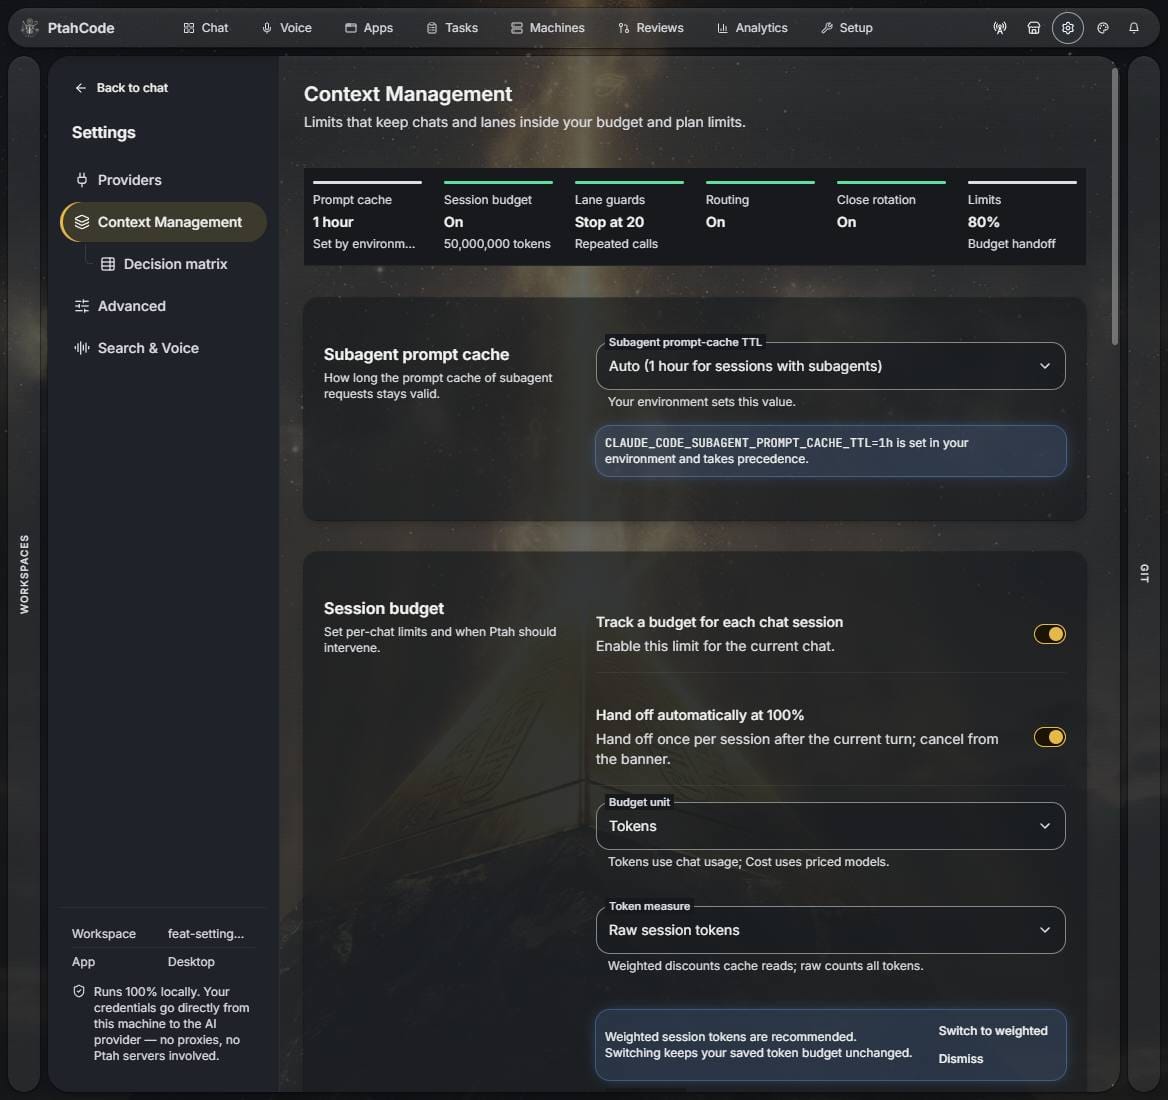 PtahCode
Chat
Voice
Apps
Tasks
Machines
Reviews
Analytics
Setup
WORKSPACES
Back to chat
Settings
Providers
Context Management
Decision matrix
Advanced
Search & Voice
Workspace feat-setting...
App Desktop
Runs 100% locally. Your
credentials go directly from
this machine to the AI
provider — no proxies, no
Ptah servers involved.
Context Management
Limits that keep chats and lanes inside your budget and plan limits.
Prompt cache
1 hour
Set by environm...
Session budget
On
50,000,000 tokens
Lane guards
Stop at 20
Repeated calls
Routing
On
Close rotation
On
Limits
80%
Budget handoff
Subagent prompt cache
How long the prompt cache of subagent
requests stays valid.
Subagent prompt-cache TTL
Auto (1 hour for sessions with subagents)
Your environment sets this value.
CLAUDE_CODE_SUBAGENT_PROMPT_CACHE_TTL=1h is set in your
environment and takes precedence.
Session budget
Set per-chat limits and when Ptah should
intervene.
Track a budget for each chat session
Enable this limit for the current chat.
Hand off automatically at 100%
Hand off once per session after the current turn; cancel from
the banner.
Budget unit
Tokens
Tokens use chat usage; Cost uses priced models.
Token measure
Raw session tokens
Weighted discounts cache reads; raw counts all tokens.
Weighted session tokens are recommended.
Switching keeps your saved token budget unchanged.
Switch to weighted
Dismiss
GIT